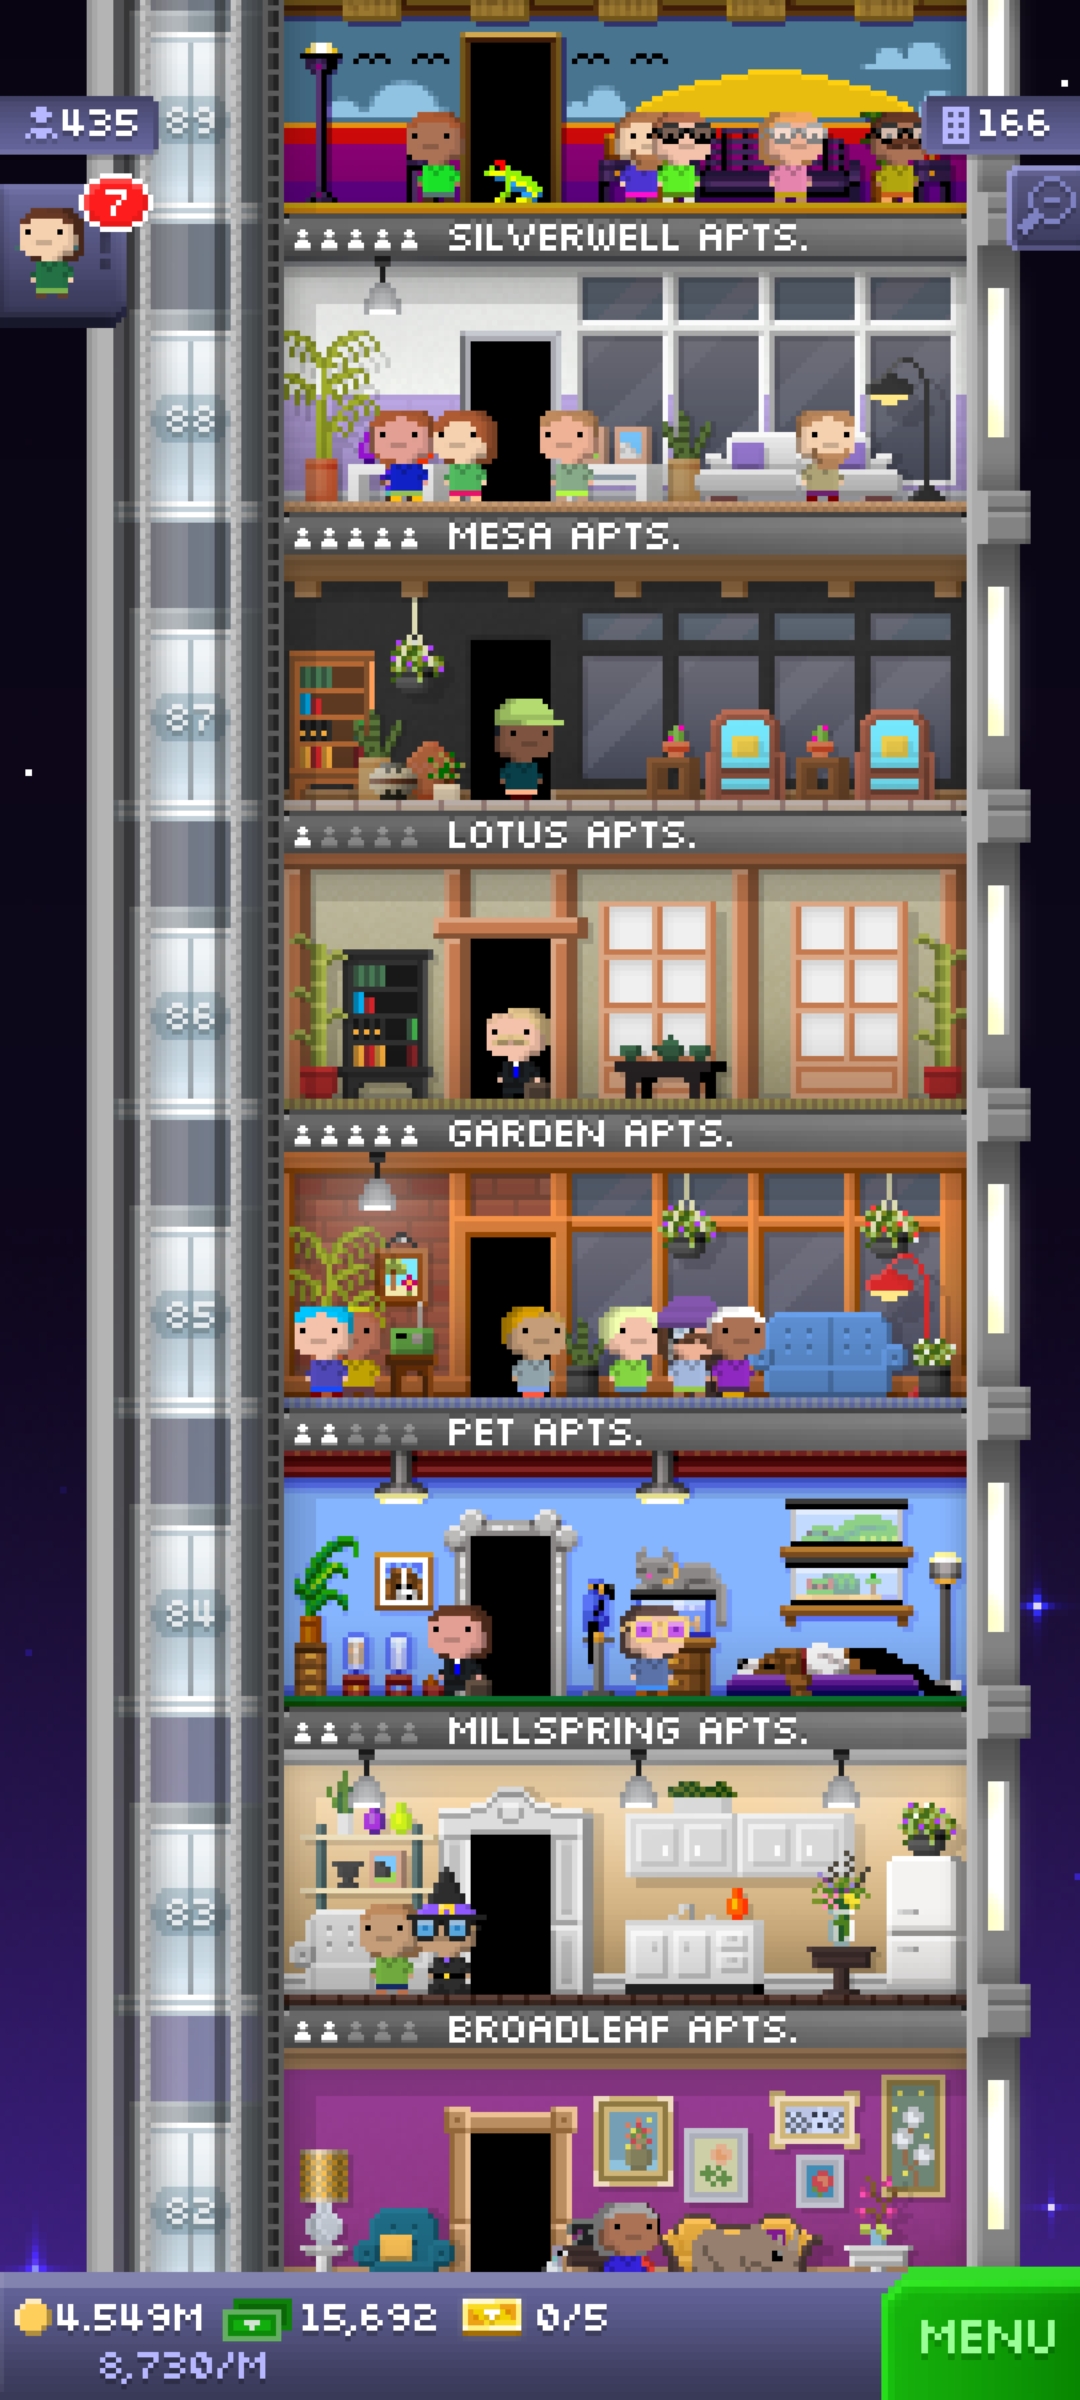 89
435
166
7
SILVERWELL APTS.
88
MESA APTS.
87
LOTUS APTS.
86
GARDEN APTS.
85
PET APTS.
84
MILLSPRING APTS.
83
BROADLEAF APTS.
82
4.549M 15,692 0/5
8,730/M
MENU